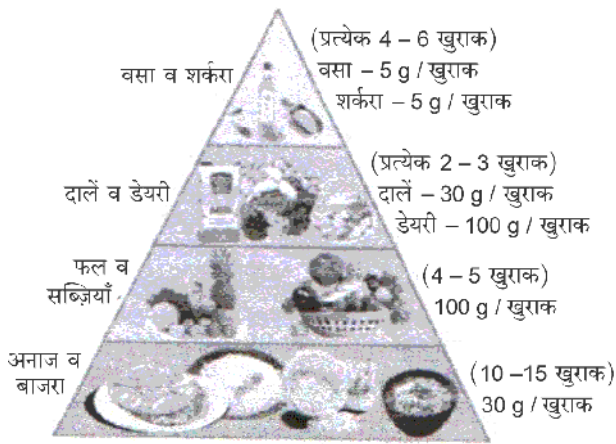 वसा व शर्करा
(प्रत्येक 4 – 6 खुराक)
वसा – 5 g / खुराक
शर्करा – 5 g / खुराक
दालें व डेयरी
(प्रत्येक 2 – 3 खुराक)
दालें – 30 g / खुराक
डेयरी – 100 g / खुराक
फल व
सब्ज़ियाँ
(4 – 5 खुराक)
100 g / खुराक
अनाज व
बाजरा
(10 –15 खुराक)
30 g / खुराक